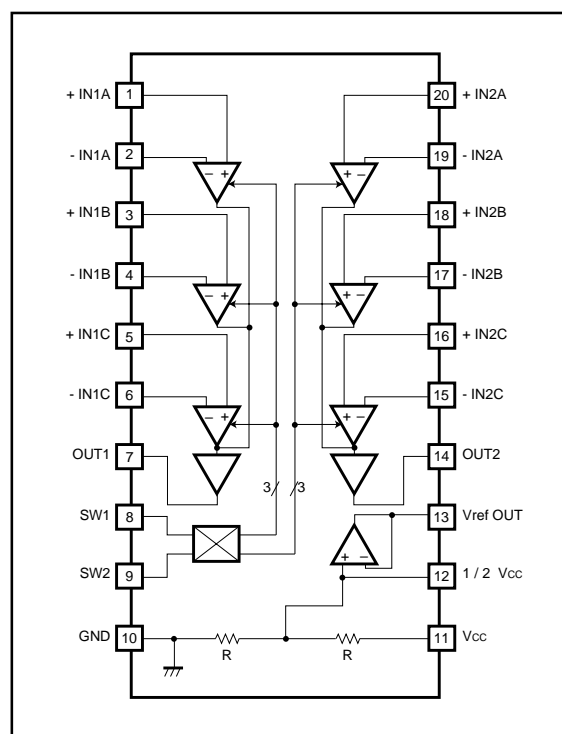 + IN1A 1
20 + IN2A
- IN1A 2
- +
+ -
19 - IN2A
+ IN1B 3
18 + IN2B
- IN1B 4
- +
+ -
17 - IN2B
+ IN1C 5
16 + IN2C
- IN1C 6
- +
+ -
15 - IN2C
OUT1 7
14 OUT2
3 3
SW1 8
13 Vref OUT
+ -
SW2 9
12 1 / 2 Vcc
GND 10
R
R
11 Vcc